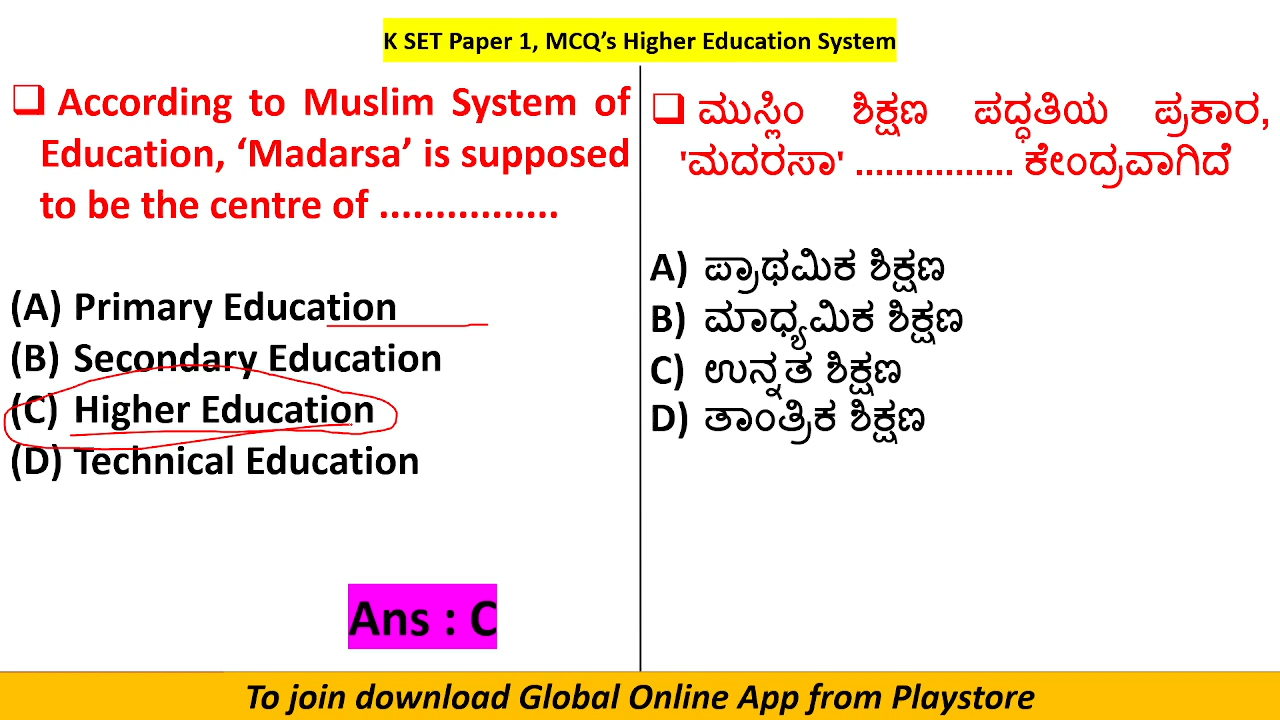 K SET Paper 1, MCQ’s Higher Education System
❑ According to Muslim System of
Education, ‘Madarsa’ is supposed
to be the centre of ................
(A) Primary Education
(B) Secondary Education
(C) Higher Education
(D) Technical Education
Ans : C
❑ ಮುಸ್ಲಿಂ ಶಿಕ್ಷಣ ಪದ್ಧತಿಯ ಪ್ರಕಾರ,
'ಮದರಸಾ' ................ ಕೇಂದ್ರವಾಗಿದೆ
A) ಪ್ರಾಥಮಿಕ ಶಿಕ್ಷಣ
B) ಮಾಧ್ಯಮಿಕ ಶಿಕ್ಷಣ
C) ಉನ್ನತ ಶಿಕ್ಷಣ
D) ತಾಂತ್ರಿಕ ಶಿಕ್ಷಣ
To join download Global Online App from Playstore